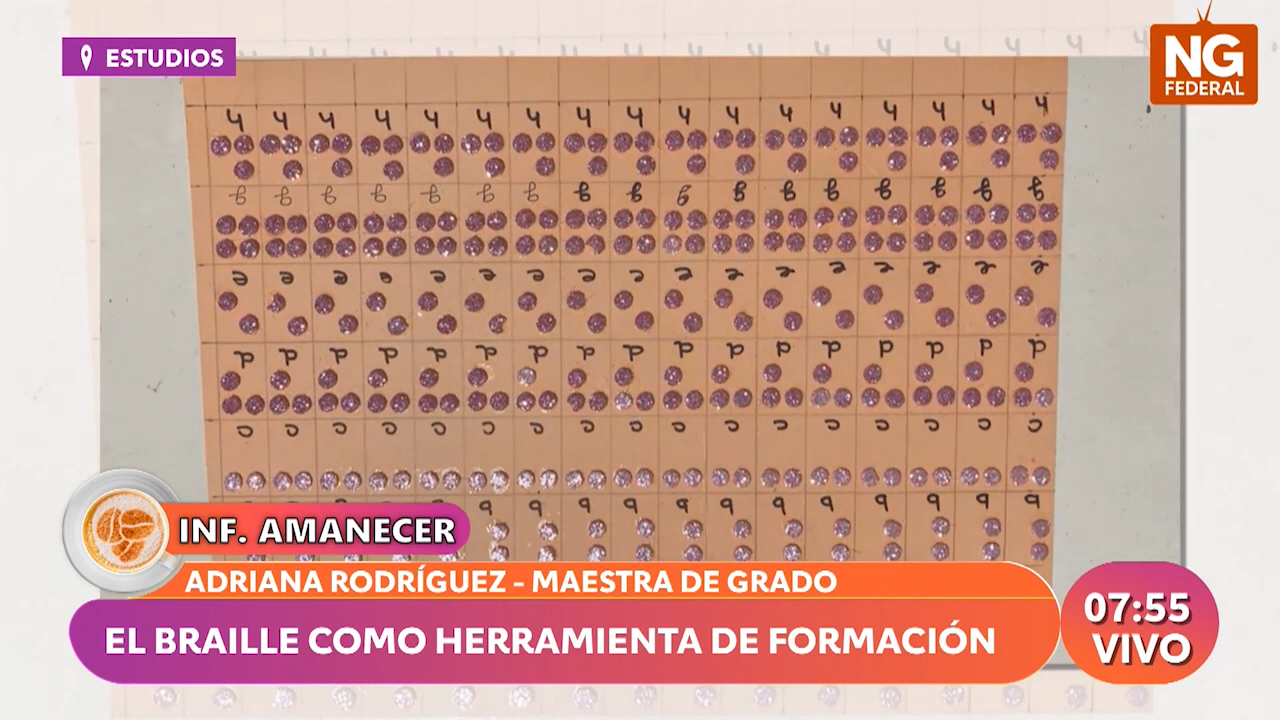 ESTUDIOS
NG
FEDERAL
h h h h h h h h h h h h h h h h h
g g g g g g g g g g g g g g g g g
e e e e e e e e e e e e e e e e e
d d d d d d d d d d d d d d d d d
c c c c c c c c c c c c c c c c c
b b b b b b b b b b b b
INF. AMANECER
ADRIANA RODRÍGUEZ - MAESTRA DE GRADO
EL BRAILLE COMO HERRAMIENTA DE FORMACIÓN
07:55
VIVO